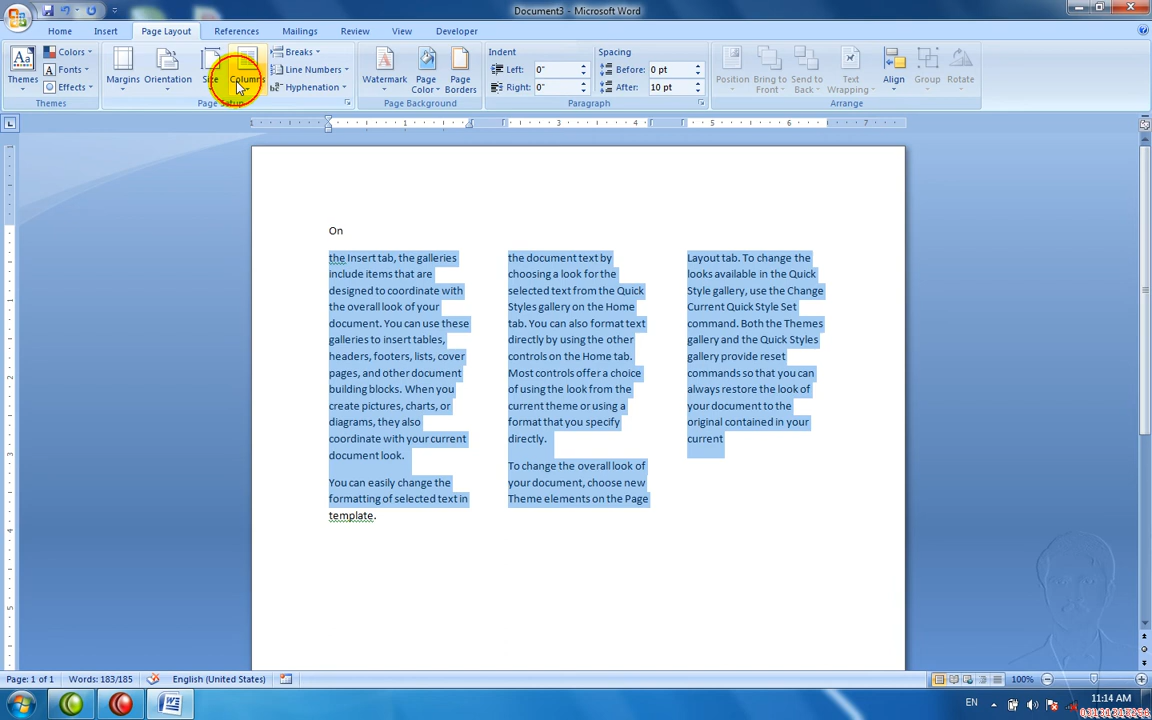 Document3 - Microsoft Word
Home Insert Page Layout References Mailings Review View Developer
Themes Colors Fonts Effects
Margins Orientation Size Columns
Breaks
Line Numbers
Hyphenation
Watermark Page Color Page Borders
Indent
Left: 0"
Right: 0"
Spacing
Before: 0 pt
After: 10 pt
Position Bring to Front Send to Back Text Wrapping Align Group Rotate
Themes Page Setup Page Background Paragraph Arrange
1 1 3 4 5 6 7
On
the Insert tab, the galleries
include items that are
designed to coordinate with
the overall look of your
document. You can use these
galleries to insert tables,
headers, footers, lists, cover
pages, and other document
building blocks. When you
create pictures, charts, or
diagrams, they also
coordinate with your current
document look.
You can easily change the
formatting of selected text in
the document text by
choosing a look for the
selected text from the Quick
Styles gallery on the Home
tab. You can also format text
directly by using the other
controls on the Home tab.
Most controls offer a choice
of using the look from the
current theme or using a
format that you specify
directly.
To change the overall look of
your document, choose new
Theme elements on the Page
Layout tab. To change the
looks available in the Quick
Style gallery, use the Change
Current Quick Style Set
command. Both the Themes
gallery and the Quick Styles
gallery provide reset
commands so that you can
always restore the look of
your document to the
original contained in your
current
template.
Page: 1 of 1 Words: 183/185 English (United States) 100%
EN 11:14 AM